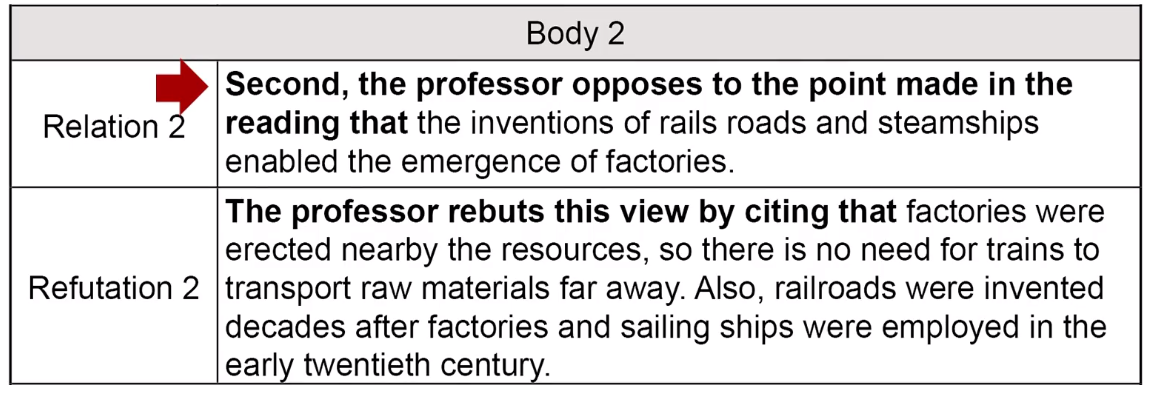 Body 2
Relation 2
Second, the professor opposes to the point made in the
reading that the inventions of rails roads and steamships
enabled the emergence of factories.
Refutation 2
The professor rebuts this view by citing that factories were
erected nearby the resources, so there is no need for trains to
transport raw materials far away. Also, railroads were invented
decades after factories and sailing ships were employed in the
early twentieth century.